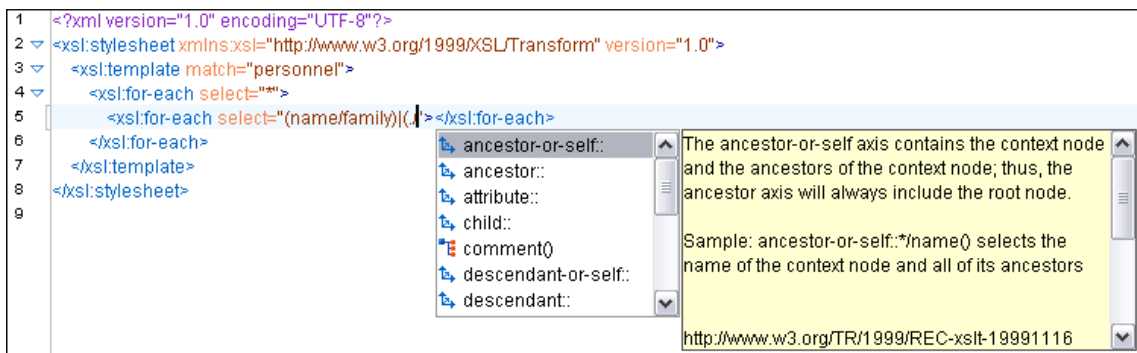 1 <?xml version="1.0" encoding="UTF-8"?>
2 <xsl:stylesheet xmlns:xsl="http://www.w3.org/1999/XSL/Transform" version="1.0">
3 <xsl:template match="personnel">
4 <xsl:for-each select="*">
5 <xsl:for-each select="(name/family)|(./"></xsl:for-each>
6 </xsl:for-each>
7 </xsl:template>
8 </xsl:stylesheet>
9
ancestor-or-self::
ancestor::
attribute::
child::
comment()
descendant-or-self::
descendant::
The ancestor-or-self axis contains the context node
and the ancestors of the context node; thus, the
ancestor axis will always include the root node.
Sample: ancestor-or-self::*/name() selects the
name of the context node and all of its ancestors
http://www.w3.org/TR/1999/REC-xslt-19991116